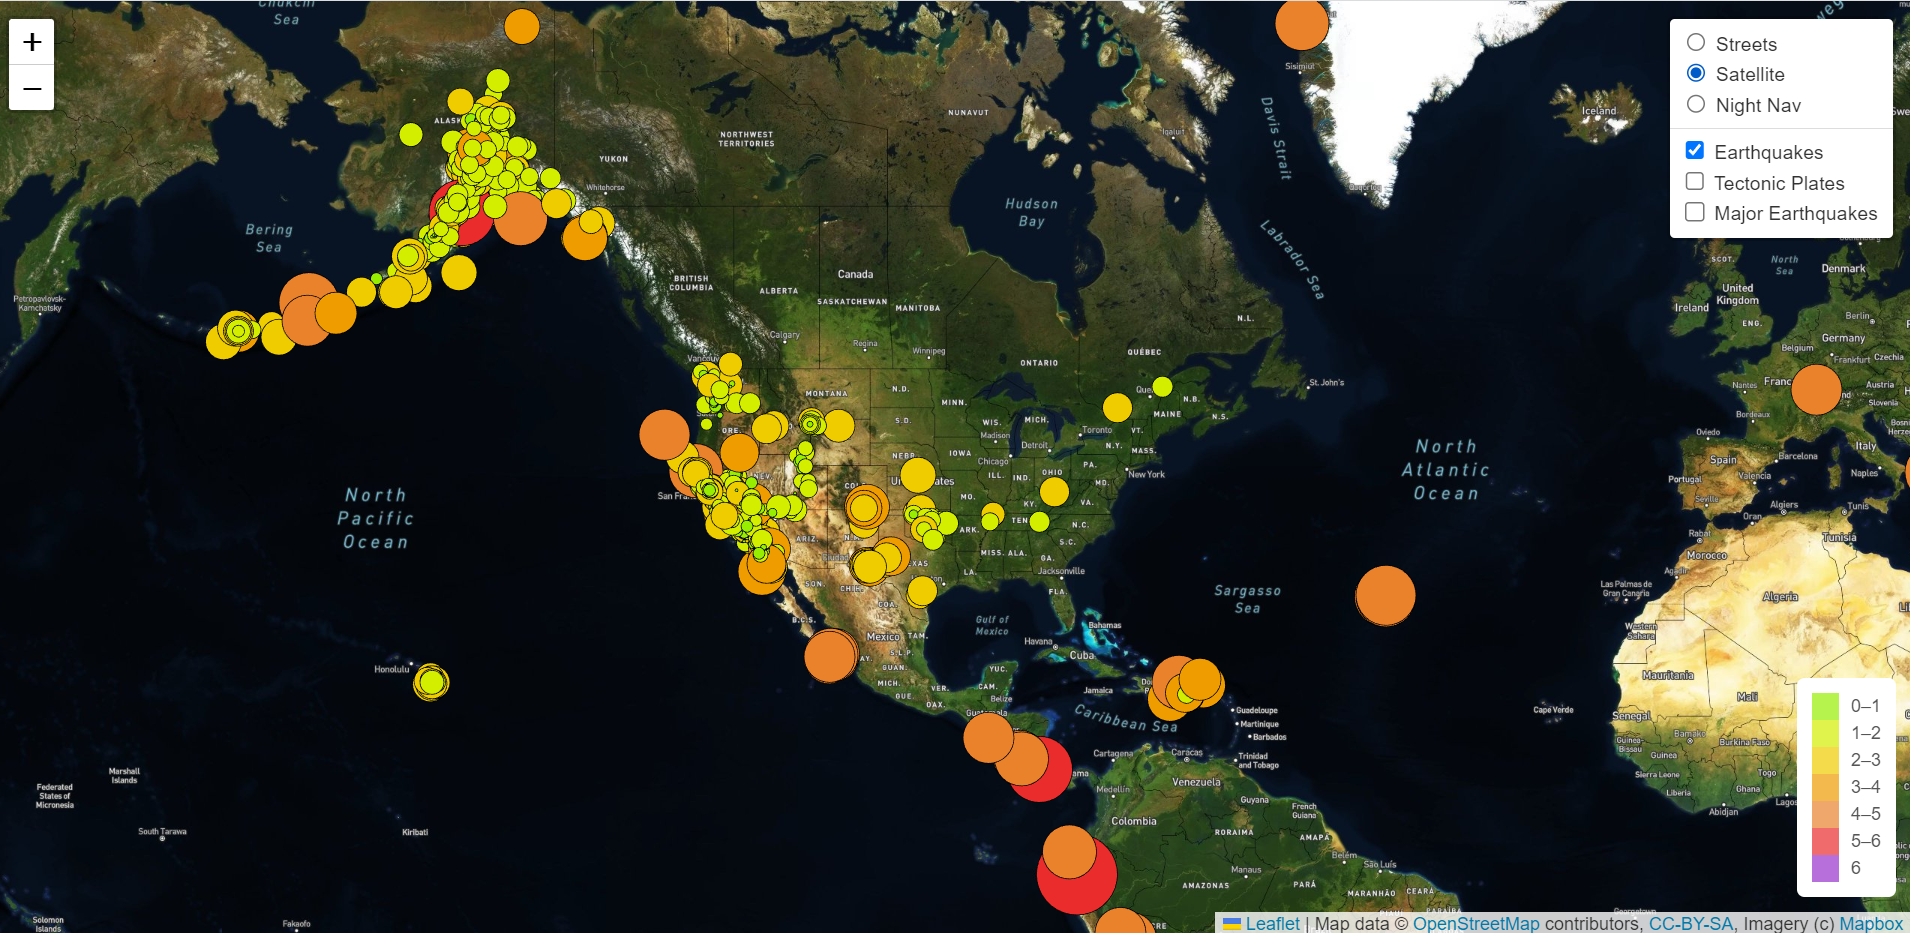 Chukchi
Sea
+
−
Streets
Satellite
Night Nav
Earthquakes
Tectonic Plates
Major Earthquakes
Sisimiut
Davis Strait
Iceland
NUNAVUT
Iqaluit
NORTHWEST
TERRITORIES
YUKON
Whitehorse
Qaqortoq
Hudson
Bay
Labrador Sea
Bering
Sea
Petropavlovsk-
Kamchatsky
BRITISH
COLUMBIA
Canada
ALBERTA
SASKATCHEWAN
MANITOBA
N.L.
Calgary
Regina
Winnipeg
ONTARIO
QUÉBEC
St. John's
SCOT.
North
Sea
Denmark
United
Kingdom
Ireland
ENG.
Berlin
Germany
Belgium
Frankfurt
Czechia
Nantes
Franc
Austria
Slovenia
Bordeaux
Oviedo
Italy
Spain
Barcelona
Naples
Portugal
Valencia
Seville
Algiers
Tunis
Oran
Rabat
Tunisia
Morocco
Agadir
Las Palmas de
Gran Canaria
Algeria
Western
Sahara
Mauritania
Mali
Cape Verde
Senegal
Guinea-
Bissau
Bamako
Burkina Faso
Guinea
Sierra Leone
Togo
Liberia
Ghana
Lagos
Abidjan
MONTANA
N.D.
MINN.
Que
N.B.
MAINE
N.S.
S.D.
WIS.
MICH.
Toronto
VT.
ORE.
Madison
Detroit
N.Y.
MASS.
NEBR
IOWA
Chicago
PA.
New York
NEV.
ILL.
IND.
OHIO
MD.
San Fran
COL
Un
ates
MO.
KY.
VA.
ARIZ.
ARK.
TEN
N.C.
S.C.
MISS.
ALA.
GA.
EXAS
LA.
Jacksonville
FLA.
SON.
CHIH.
COA.
B.C.S.
North
Pacific
Ocean
North
Atlantic
Ocean
Sargasso
Sea
Gulf of
Mexico
Bahamas
Havana
Cuba
Mexico
TAM.
S.L.P.
GUAN.
MICH.
VER.
GUE.
OAX.
YUC.
CAM.
Belize
Guatemala
Jamaica
Caribbean Sea
Guadeloupe
Martinique
Barbados
Honolulu
Cartagena
Caracas
Trinidad
and Tobago
Medellín
Venezuela
Guyana
French
Guiana
Colombia
RORAIMA
AMAPÁ
Belém
São Luís
Manaus
AMAZONAS
PARÁ
MARANHÃO
CEARÁ
Marshall
Islands
Federated
States of
Micronesia
South Tarawa
Kiribati
Solomon
Islands
Fakaofo
0–1
1–2
2–3
3–4
4–5
5–6
6
Leaflet | Map data © OpenStreetMap contributors, CC-BY-SA, Imagery (c) Mapbox